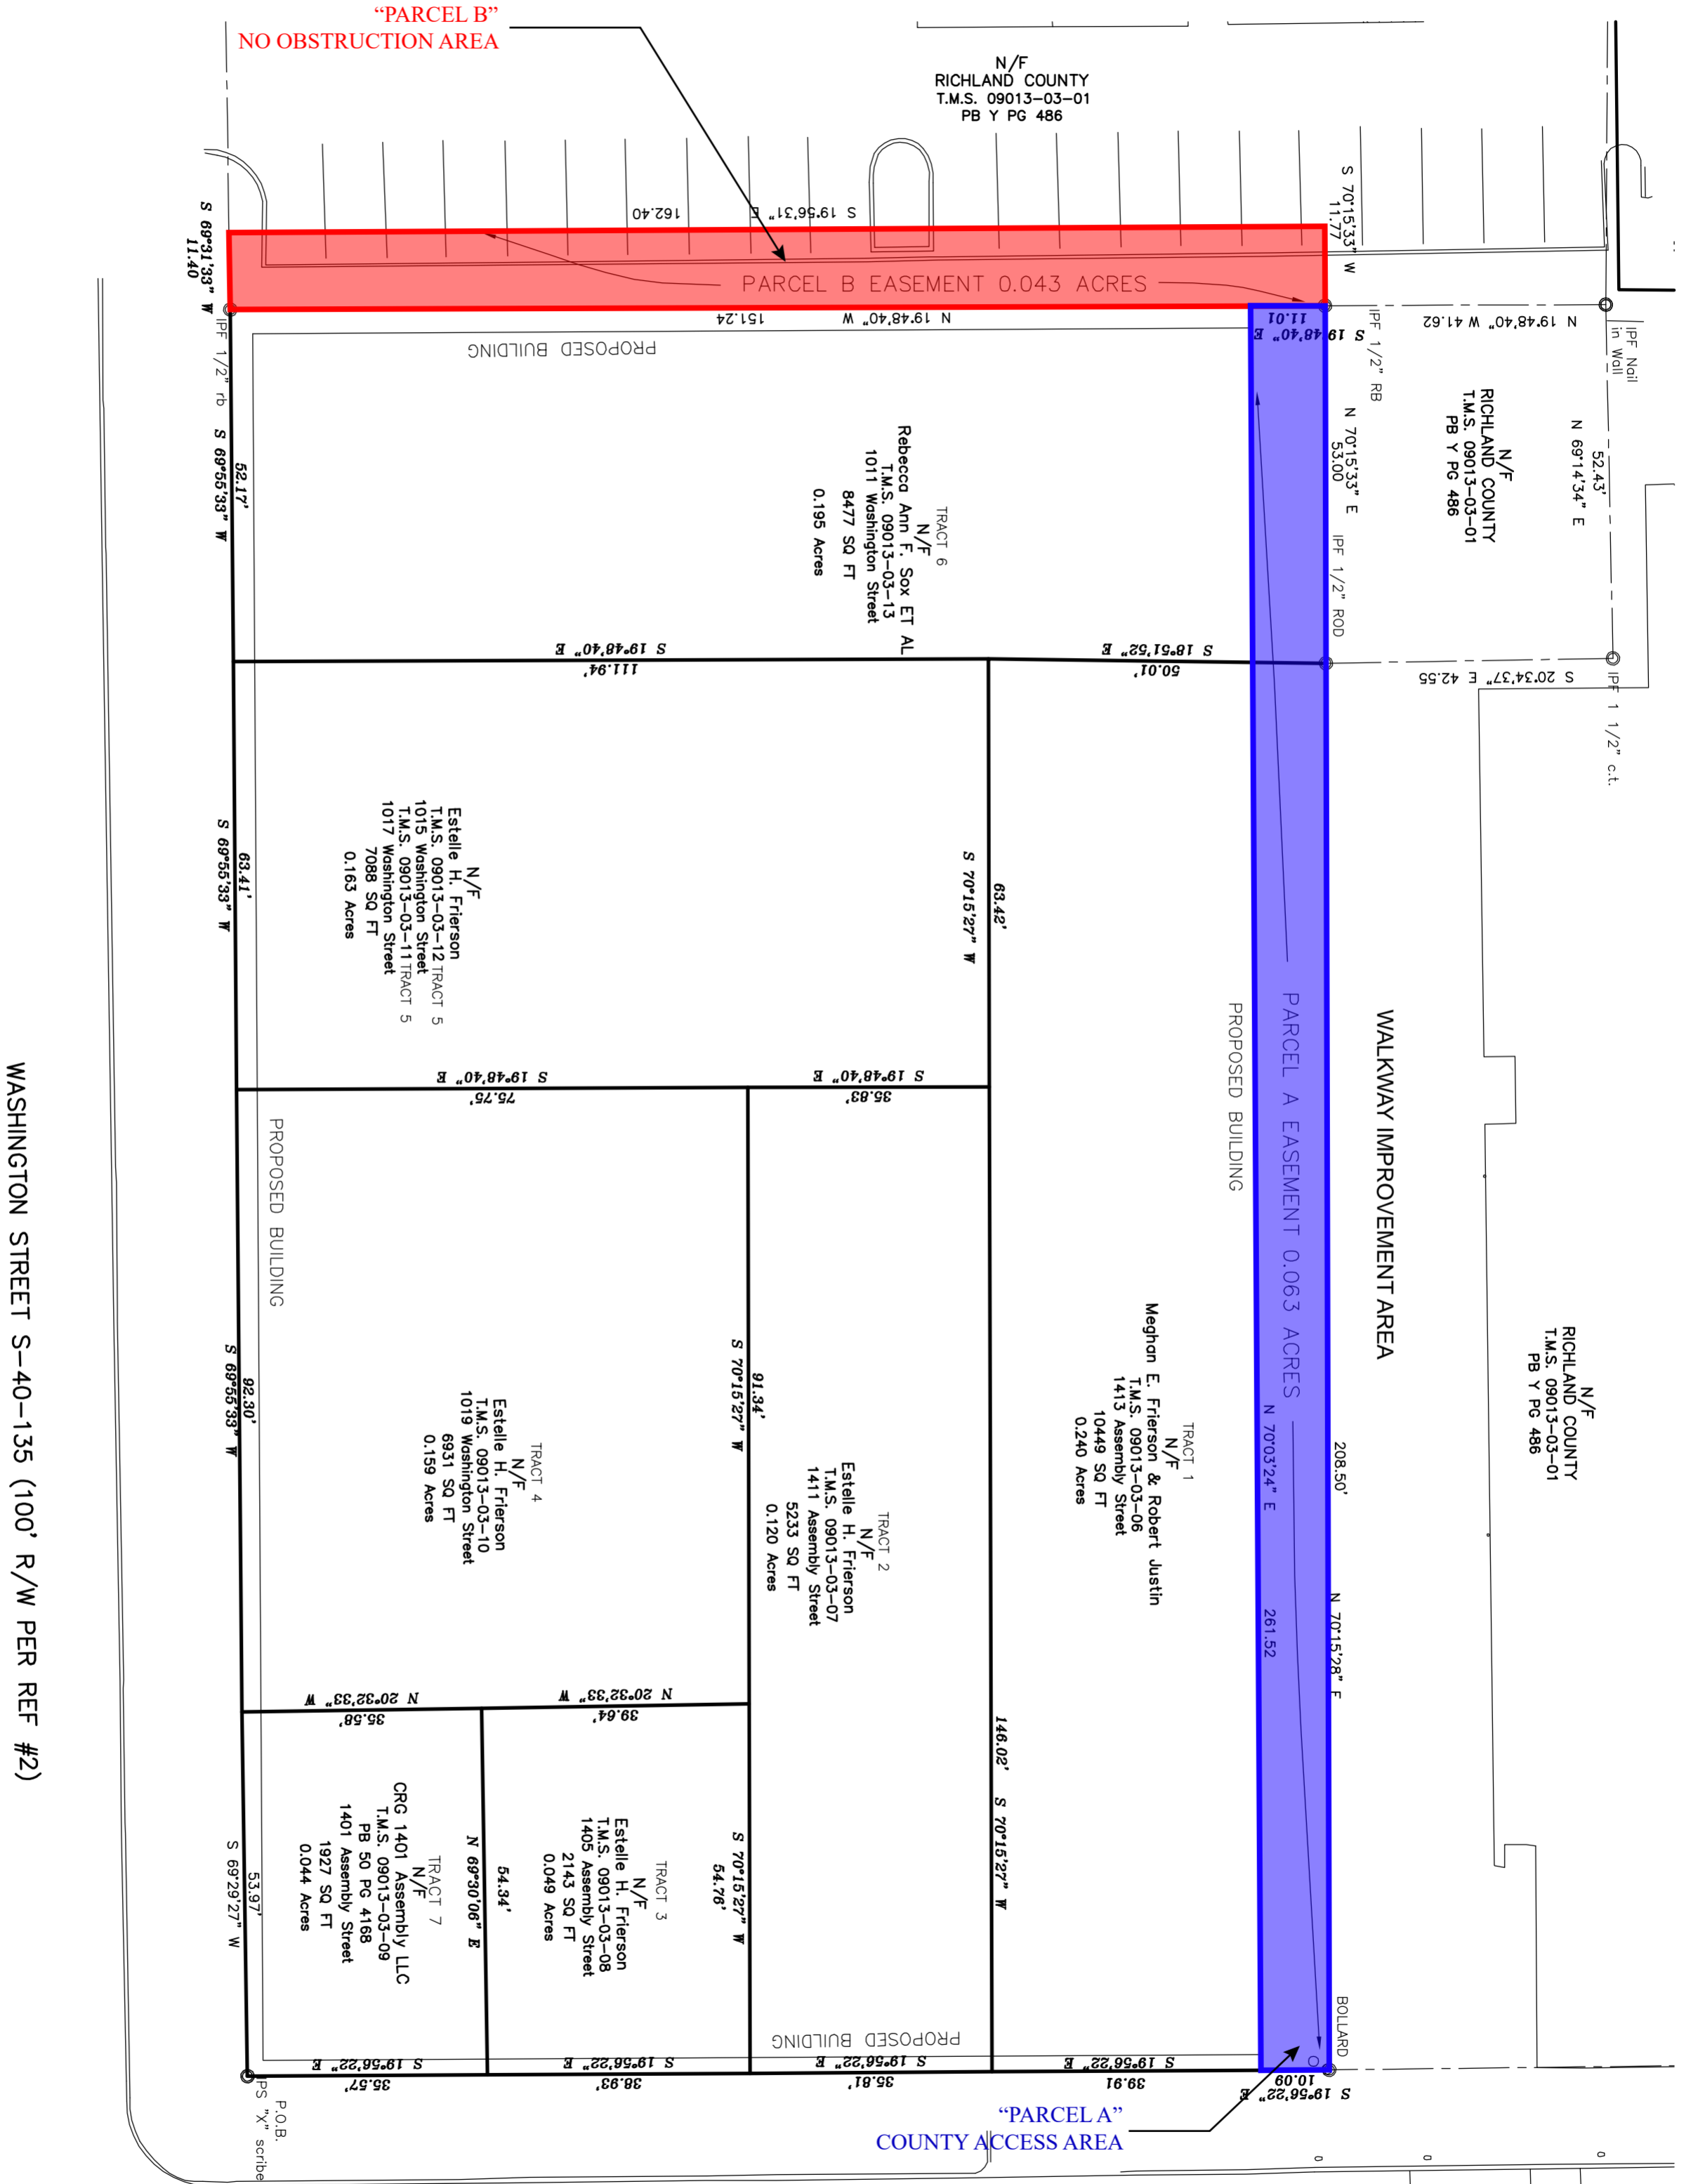 “PARCEL B”
NO OBSTRUCTION AREA
N/F
RICHLAND COUNTY
T.M.S. 09013-03-01
PB Y PG 486
S 19°56'31" E
162.40
S 70°15'33" W
11.77
S 69°31'33" W
11.40
PARCEL B EASEMENT 0.043 ACRES
N 19°48'40" W
151.24
S 19°48'40" E
11.01
N 19°48'40" W 41.62
IPF Nail
in Wall
IPF 1/2" rb
IPF 1/2" RB
PROPOSED BUILDING
N/F
RICHLAND COUNTY
T.M.S. 09013-03-01
PB Y PG 486
52.43'
N 69°14'34" E
N 70°15'33" E
53.00
IPF 1/2" ROD
TRACT 6
N/F
Rebecca Ann F. Sox ET AL
T.M.S. 09013-03-13
1011 Washington Street
8477 SQ FT
0.195 Acres
52.17'
S 69°55'33" W
S 19°48'40" E
111.94'
S 18°51'52" E
50.01'
S 20°34'37" E 42.55
IPF 1 1/2" c.t.
N/F
Estelle H. Frierson
T.M.S. 09013-03-12 TRACT 5
1015 Washington Street
T.M.S. 09013-03-11 TRACT 5
1017 Washington Street
7088 SQ FT
0.163 Acres
63.41'
S 69°55'33" W
63.42'
S 70°15'27" W
PROPOSED BUILDING
PARCEL A EASEMENT 0.063 ACRES
WALKWAY IMPROVEMENT AREA
S 19°48'40" E
75.75'
S 19°48'40" E
35.83'
PROPOSED BUILDING
WASHINGTON STREET S-40-135 (100' R/W PER REF #2)
TRACT 4
N/F
Estelle H. Frierson
T.M.S. 09013-03-10
1019 Washington Street
6931 SQ FT
0.159 Acres
92.30'
S 69°55'33" W
91.34'
S 70°15'27" W
TRACT 2
N/F
Estelle H. Frierson
T.M.S. 09013-03-07
1411 Assembly Street
5233 SQ FT
0.120 Acres
TRACT 1
N/F
Meghan E. Frierson & Robert Justin
T.M.S. 09013-03-06
1413 Assembly Street
10449 SQ FT
0.240 Acres
N 70°03'24" E
261.52
208.50'
N 70°15'28" E
N/F
RICHLAND COUNTY
T.M.S. 09013-03-01
PB Y PG 486
N 20°32'33" W
35.58'
N 20°32'33" W
39.64'
146.02'
S 70°15'27" W
TRACT 7
N/F
CRG 1401 Assembly LLC
T.M.S. 09013-03-09
PB 50 PG 4168
1401 Assembly Street
1927 SQ FT
0.044 Acres
53.97'
S 69°29'27" W
54.34'
N 69°30'06" E
TRACT 3
N/F
Estelle H. Frierson
T.M.S. 09013-03-08
1405 Assembly Street
2143 SQ FT
0.049 Acres
S 70°15'27" W
54.76'
PROPOSED BUILDING
BOLLARD
S 19°56'22" E
35.57'
S 19°56'22" E
38.93'
S 19°56'22" E
35.81'
S 19°56'22" E
39.91
S 19°56'22" E
10.09
P.O.B.
PS "X" scribe
“PARCEL A”
COUNTY ACCESS AREA